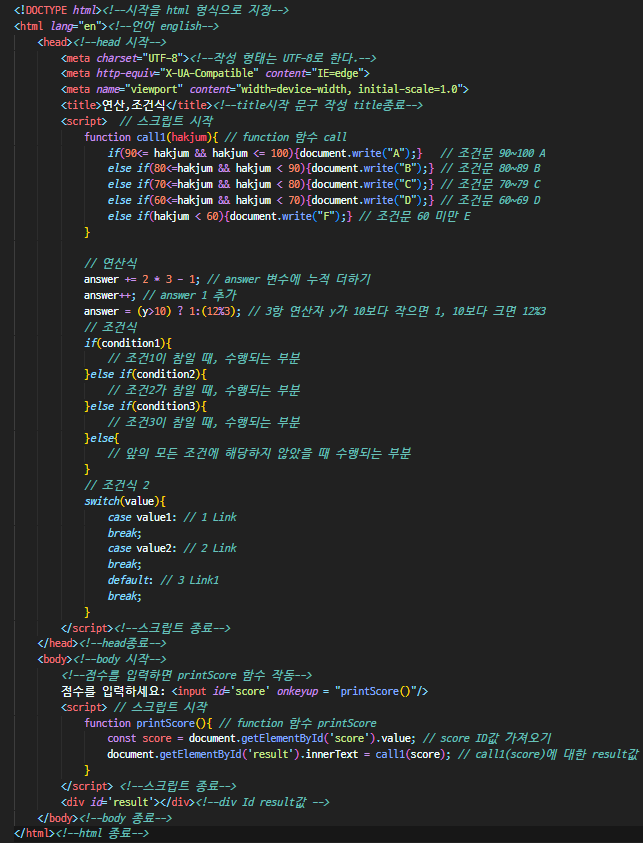 <!DOCTYPE html><!--시작을 html 형식으로 지정-->
<html lang="en"><!--언어 english-->
<head><!--head 시작-->
<meta charset="UTF-8"><!--작성 형태는 UTF-8로 한다.-->
<meta http-equiv="X-UA-Compatible" content="IE=edge">
<meta name="viewport" content="width=device-width, initial-scale=1.0">
<title>연산,조건식</title><!--title시작 문구 작성 title종료-->
<script> // 스크립트 시작
function call1(hakjum){ // function 함수 call
if(90<= hakjum && hakjum <= 100){document.write("A");} // 조건문 90~100 A
else if(80<=hakjum && hakjum < 90){document.write("B");} // 조건문 80~89 B
else if(70<=hakjum && hakjum < 80){document.write("C");} // 조건문 70~79 C
else if(60<=hakjum && hakjum < 70){document.write("D");} // 조건문 60~69 D
else if(hakjum < 60){document.write("F");} // 조건문 60 미만 E
}
// 연산식
answer += 2 * 3 - 1; // answer 변수에 누적 더하기
answer++; // answer 1 추가
answer = (y>10) ? 1:(12%3); // 3항 연산자 y가 10보다 작으면 1, 10보다 크면 12%3
// 조건식
if(condition1){
// 조건1이 참일 때, 수행되는 부분
}else if(condition2){
// 조건2가 참일 때, 수행되는 부분
}else if(condition3){
// 조건3이 참일 때, 수행되는 부분
}else{
// 앞의 모든 조건에 해당하지 않았을 때 수행되는 부분
}
// 조건식 2
switch(value){
case value1: // 1 Link
break;
case value2: // 2 Link
break;
default: // 3 Link1
break;
}
</script><!--스크립트 종료-->
</head><!--head종료-->
<body><!--body 시작-->
<!--점수를 입력하면 printScore 함수 작동-->
점수를 입력하세요: <input id='score' onkeyup = "printScore()"/>
<script> // 스크립트 시작
function printScore(){ // function 함수 printScore
const score = document.getElementById('score').value; // score ID값 가져오기
document.getElementById('result').innerText = call1(score); // call1(score)에 대한 result값
}
</script> <!--스크립트 종료-->
<div id='result'></div><!--div Id result값 -->
</body><!--body 종료-->
</html><!--html 종료-->